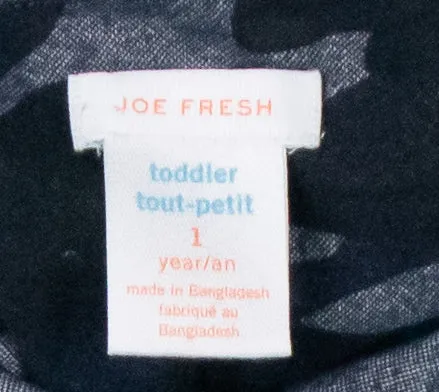 JOE FRESH
toddler
tout-petit
1
year/an
made in Bangladesh
fabriqué au
Bangladesh